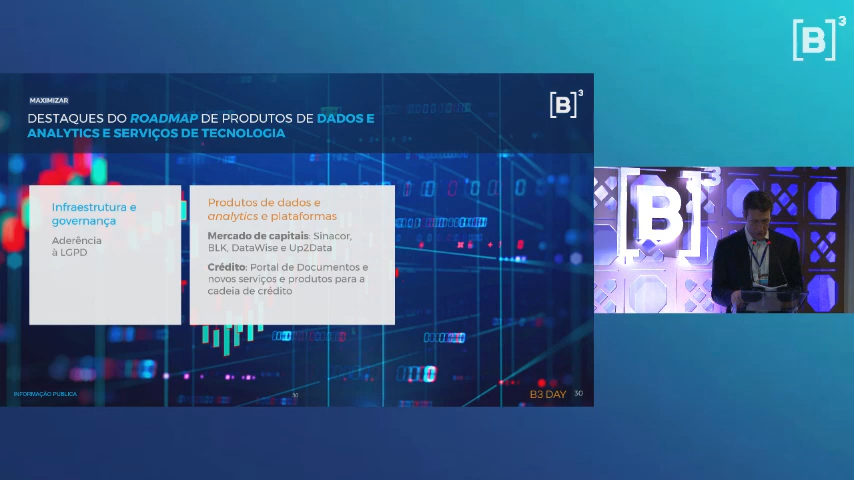 [B]³
MAXIMIZAR
DESTAQUES DO ROADMAP DE PRODUTOS DE DADOS E
ANALYTICS E SERVIÇOS DE TECNOLOGIA
[B]³
Infraestrutura e
governança
Aderência
à LGPD
Produtos de dados e
analytics e plataformas
Mercado de capitais: Sinacor,
BLK, DataWise e Up2Data
Crédito: Portal de Documentos e
novos serviços e produtos para a
cadeia de crédito
[B]³
INFORMAÇÃO PÚBLICA
30
B3 DAY 30